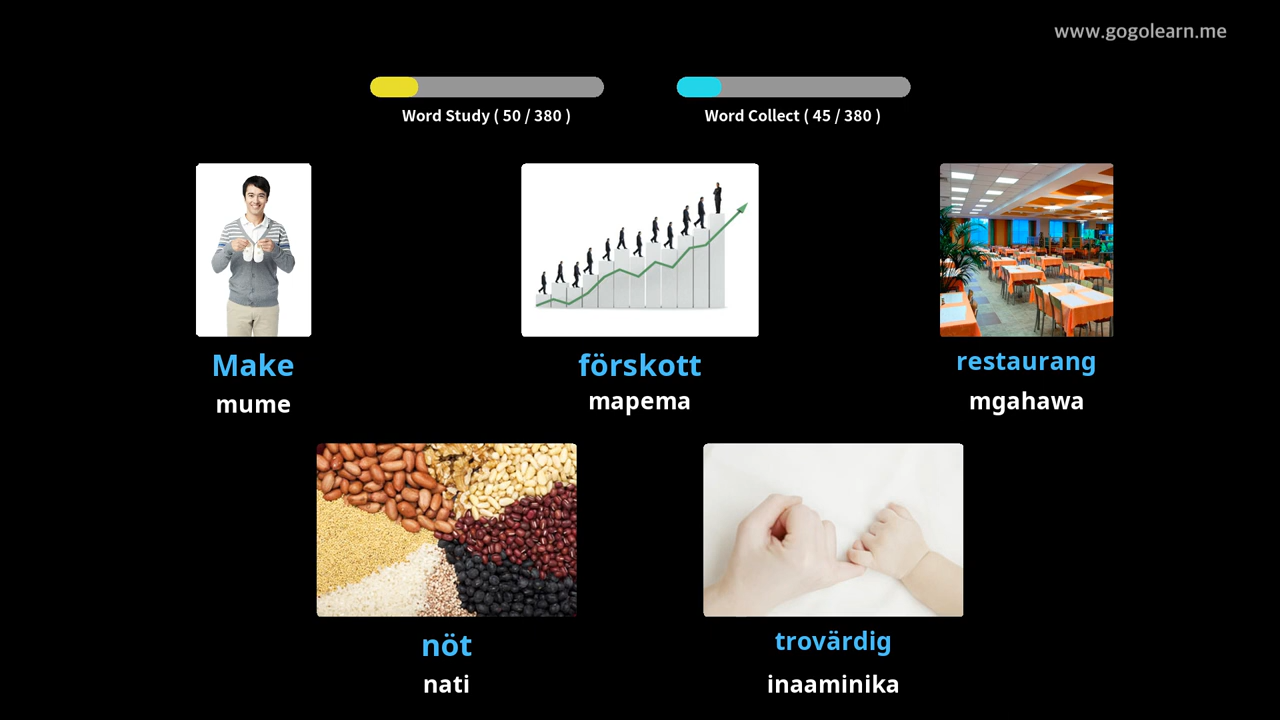 www.gogolearn.me
Word Study ( 50 / 380 )
Word Collect ( 45 / 380 )
Make
mume
förskott
mapema
restaurang
mgahawa
nöt
nati
trovärdig
inaaminika